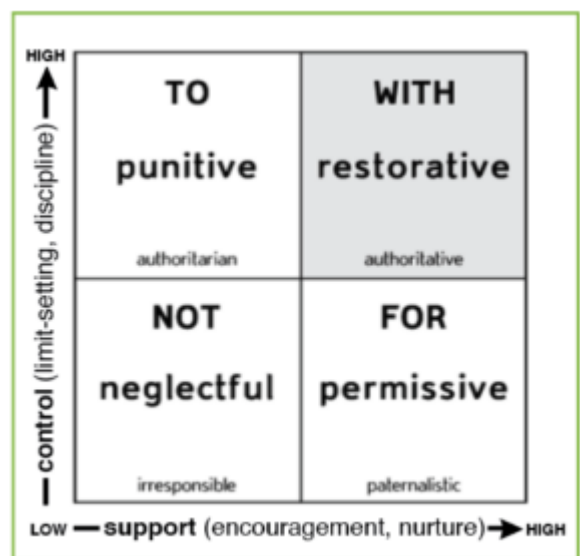 HIGH
TO
punitive
authoritarian
WITH
restorative
authoritative
NOT
neglectful
irresponsible
FOR
permissive
paternalistic
control (limit-setting, discipline)
LOW support (encouragement, nurture) HIGH